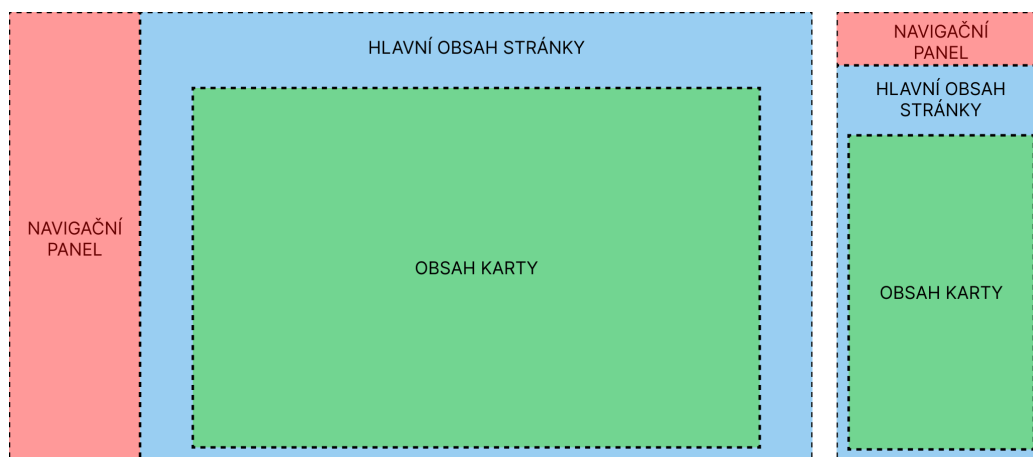 HLAVNÍ OBSAH STRÁNKY
NAVIGAČNÍ
PANEL
OBSAH KARTY
NAVIGAČNÍ
PANEL
HLAVNÍ OBSAH
STRÁNKY
OBSAH KARTY